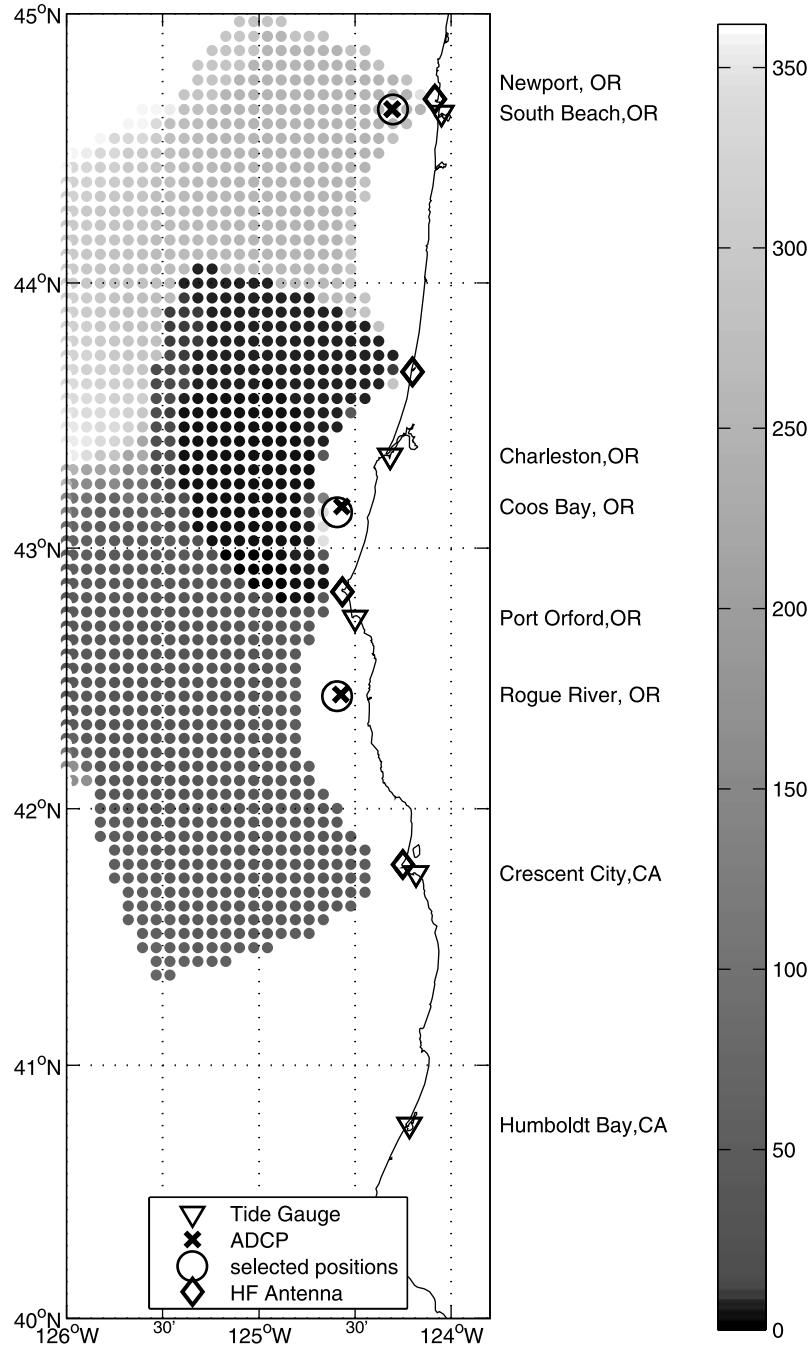 45°N
44°N
43°N
42°N
41°N
40°N
126°W
30'
125°W
30'
124°W
Newport, OR
South Beach,OR
Charleston,OR
Coos Bay, OR
Port Orford,OR
Rogue River, OR
Crescent City,CA
Humboldt Bay,CA
Tide Gauge
ADCP
selected positions
HF Antenna
350
300
250
200
150
100
50
0